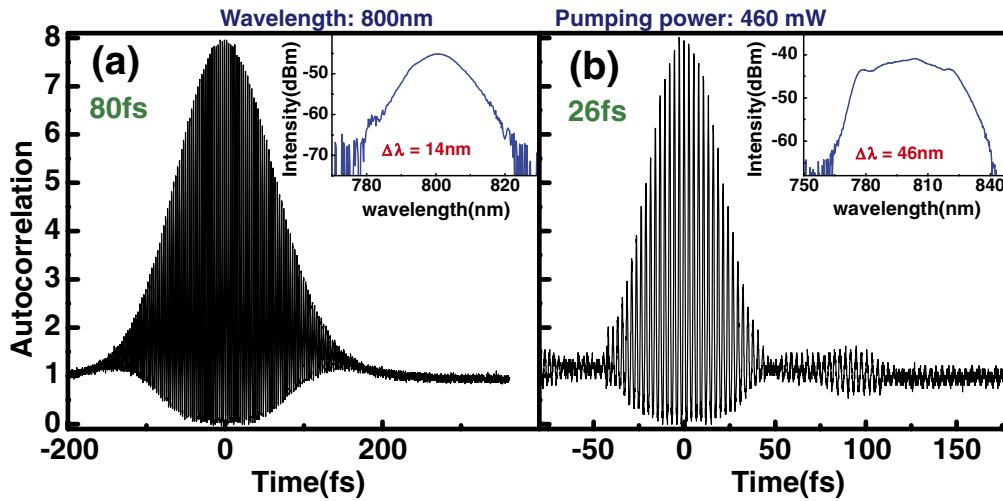 Wavelength: 800nm
Pumping power: 460 mW
Autocorrelation
8
7
6
5
4
3
2
1
0
(a)
80fs
Intensity(dBm)
-50
-60
-70
Δλ = 14nm
780
800
820
wavelength(nm)
-200
0
200
Time(fs)
(b)
26fs
Intensity(dBm)
-40
-50
-60
Δλ = 46nm
750
780
810
840
wavelength(nm)
-50
0
50
100
150
Time(fs)